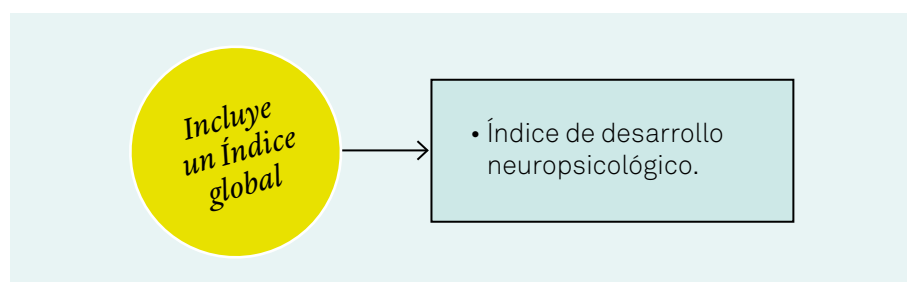 Incluye
un Índice
global
• Índice de desarrollo
neuropsicológico.